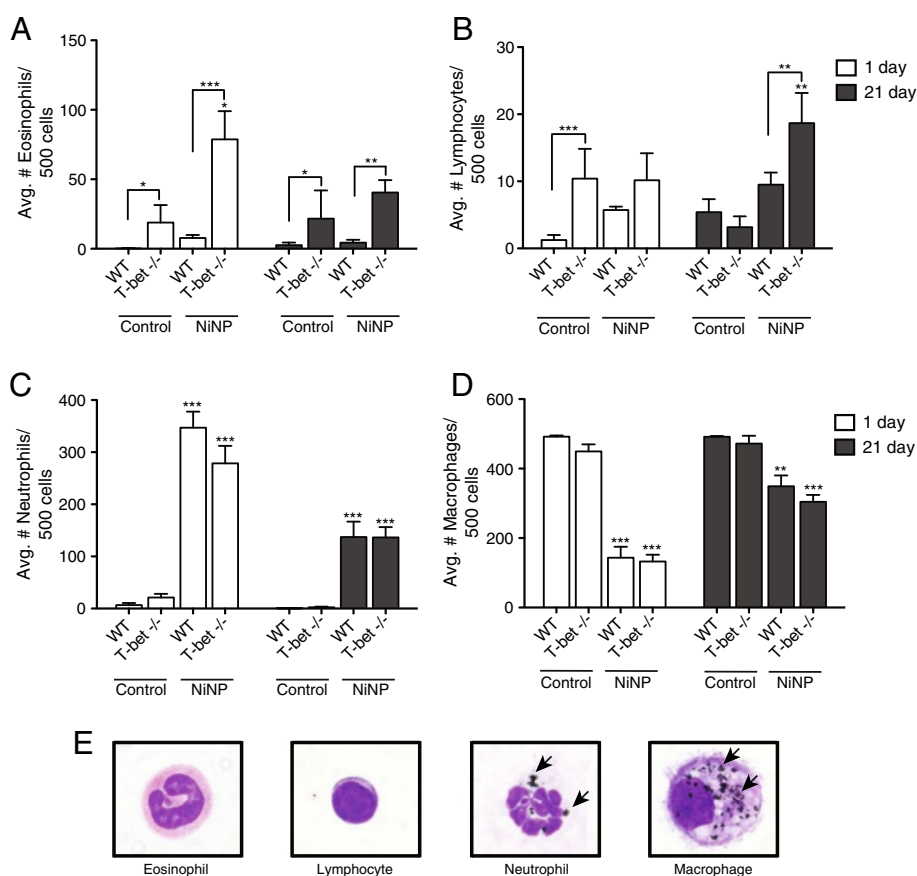 A
Avg. # Eosinophils/
500 cells
150
100
50
0
*
***
*
*
**
WT
T-bet -/-
WT
T-bet -/-
WT
T-bet -/-
WT
T-bet -/-
Control
NiNP
Control
NiNP
B
Avg. # Lymphocytes/
500 cells
30
20
10
0
***
**
**
WT
T-bet -/-
WT
T-bet -/-
WT
T-bet -/-
WT
T-bet -/-
Control
NiNP
Control
NiNP
1 day
21 day
C
Avg. # Neutrophils/
500 cells
400
300
200
100
0
***
***
***
***
WT
T-bet -/-
WT
T-bet -/-
WT
T-bet -/-
WT
T-bet -/-
Control
NiNP
Control
NiNP
D
Avg. # Macrophages/
500 cells
600
400
200
0
***
***
**
***
WT
T-bet -/-
WT
T-bet -/-
WT
T-bet -/-
WT
T-bet -/-
Control
NiNP
Control
NiNP
1 day
21 day
E
Eosinophil
Lymphocyte
Neutrophil
Macrophage